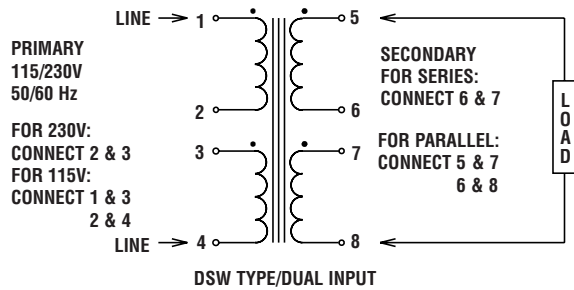 LINE 1 5
PRIMARY
115/230V
50/60 Hz
SECONDARY
FOR SERIES:
CONNECT 6 & 7
2 6
FOR 230V:
CONNECT 2 & 3
FOR 115V:
CONNECT 1 & 3
2 & 4
3 7
FOR PARALLEL:
CONNECT 5 & 7
6 & 8
LOAD
LINE 4 8
DSW TYPE/DUAL INPUT